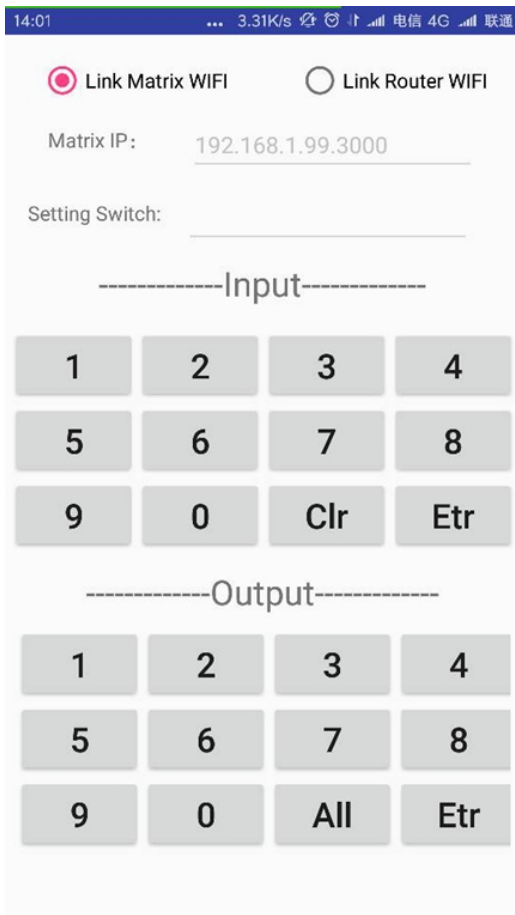 14:01 ... 3.31K/s 电信 4G 联通
Link Matrix WIFI Link Router WIFI
Matrix IP： 192.168.1.99.3000
Setting Switch:
-------------Input-------------
1 2 3 4
5 6 7 8
9 0 Clr Etr
-------------Output-------------
1 2 3 4
5 6 7 8
9 0 All Etr